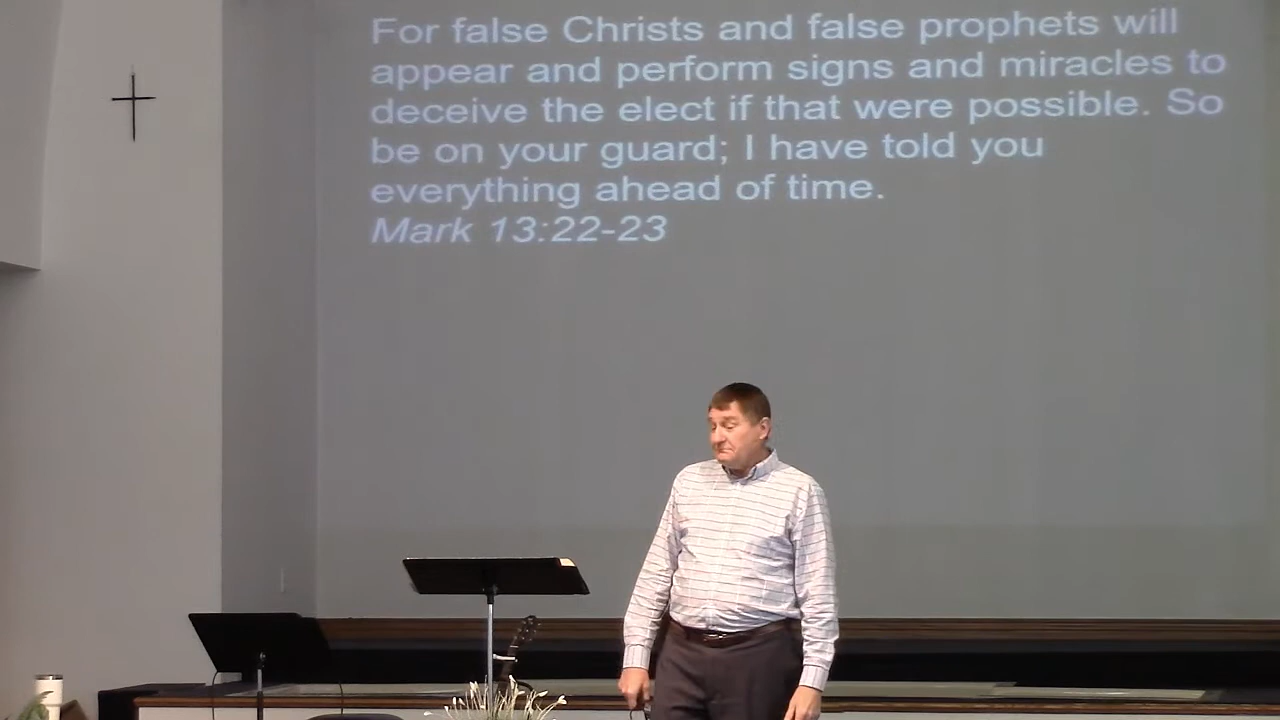 For false Christs and false prophets will
appear and perform signs and miracles to
deceive the elect if that were possible. So
be on your guard; I have told you
everything ahead of time.
Mark 13:22-23